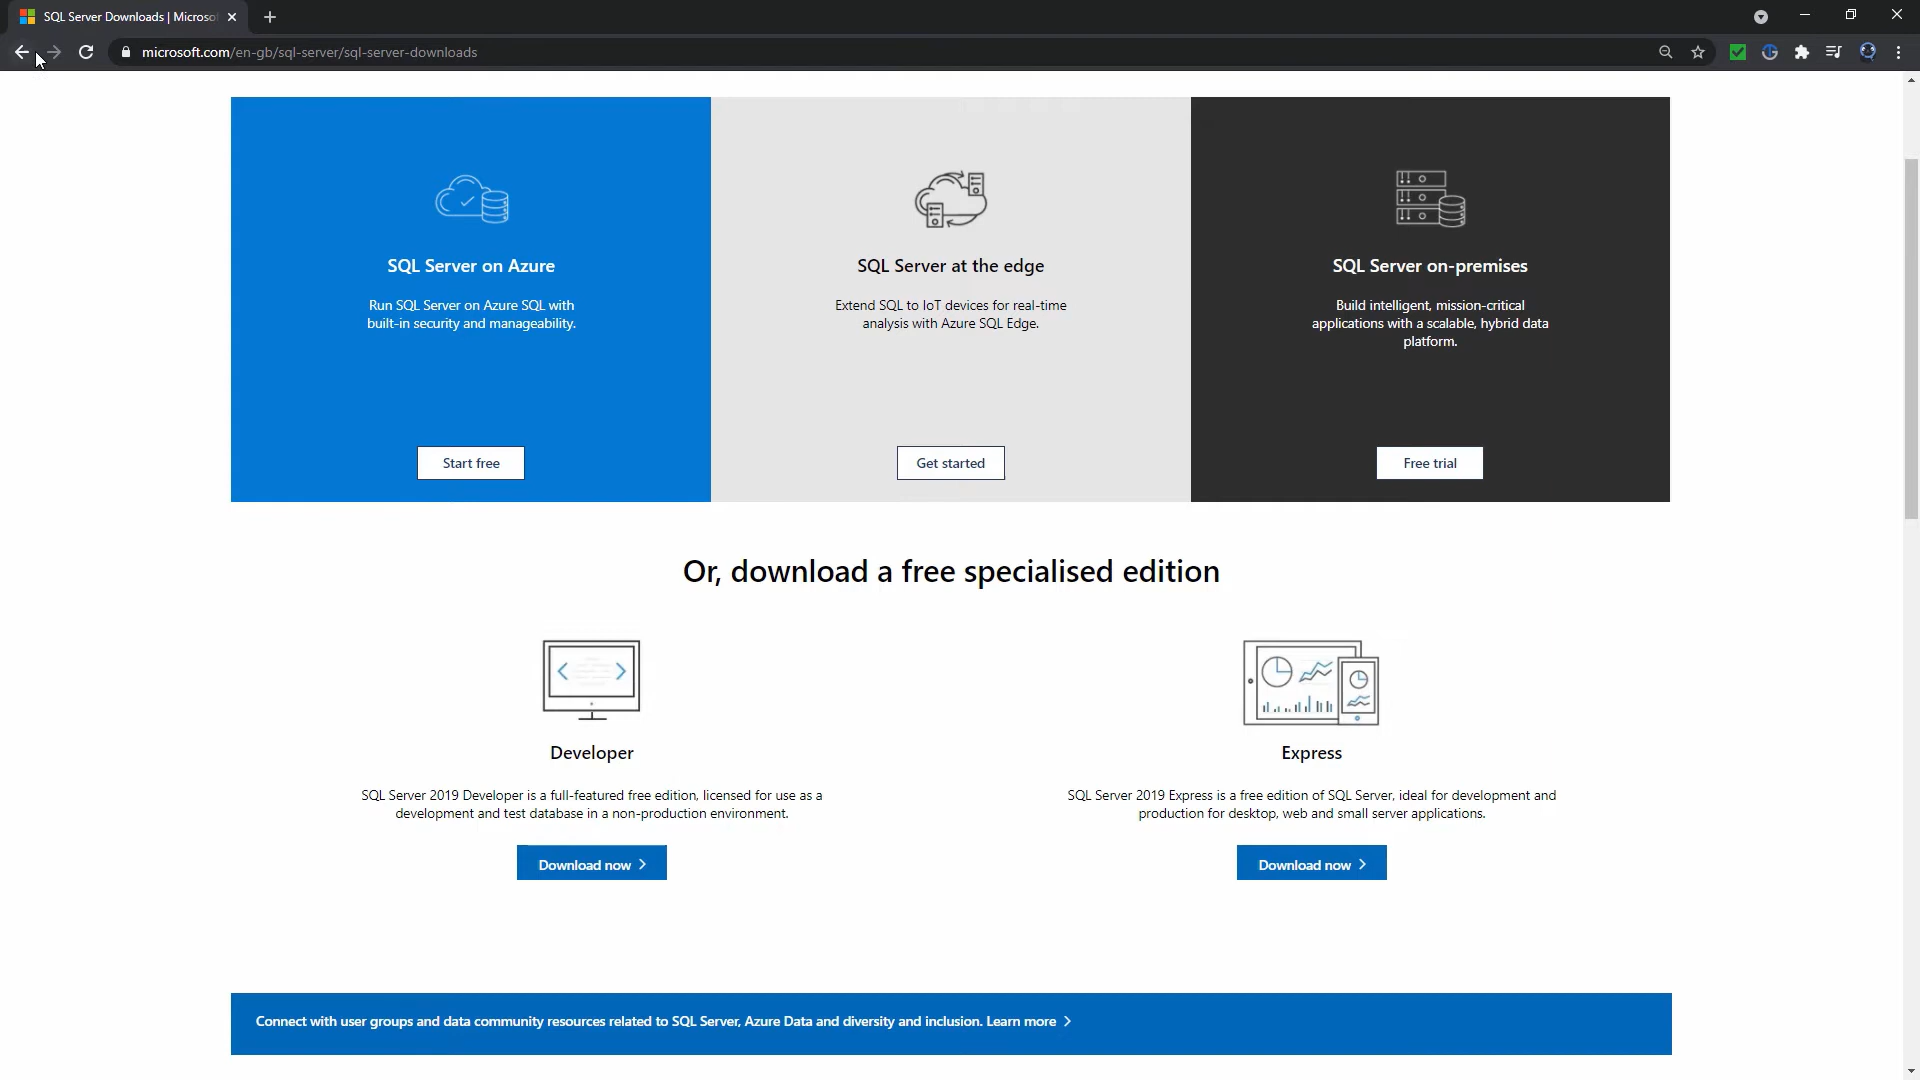 SQL Server Downloads | Microso
microsoft.com/en-gb/sql-server/sql-server-downloads
SQL Server on Azure
Run SQL Server on Azure SQL with
built-in security and manageability.
Start free
SQL Server at the edge
Extend SQL to IoT devices for real-time
analysis with Azure SQL Edge.
Get started
SQL Server on-premises
Build intelligent, mission-critical
applications with a scalable, hybrid data
platform.
Free trial
Or, download a free specialised edition
Developer
SQL Server 2019 Developer is a full-featured free edition, licensed for use as a
development and test database in a non-production environment.
Download now
Express
SQL Server 2019 Express is a free edition of SQL Server, ideal for development and
production for desktop, web and small server applications.
Download now
Connect with user groups and data community resources related to SQL Server, Azure Data and diversity and inclusion. Learn more